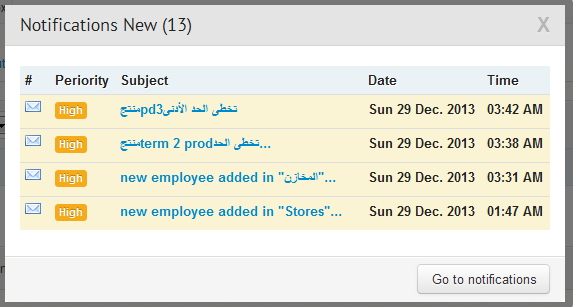 Notifications New (13) X
# Periority Subject Date Time
High منتجpd3تخطى الحد الأدنى Sun 29 Dec. 2013 03:42 AM
High منتجterm 2 prodتخطى الحد... Sun 29 Dec. 2013 03:38 AM
High new employee added in "المخازن"... Sun 29 Dec. 2013 03:31 AM
High new employee added in "Stores"... Sun 29 Dec. 2013 01:47 AM
Go to notifications